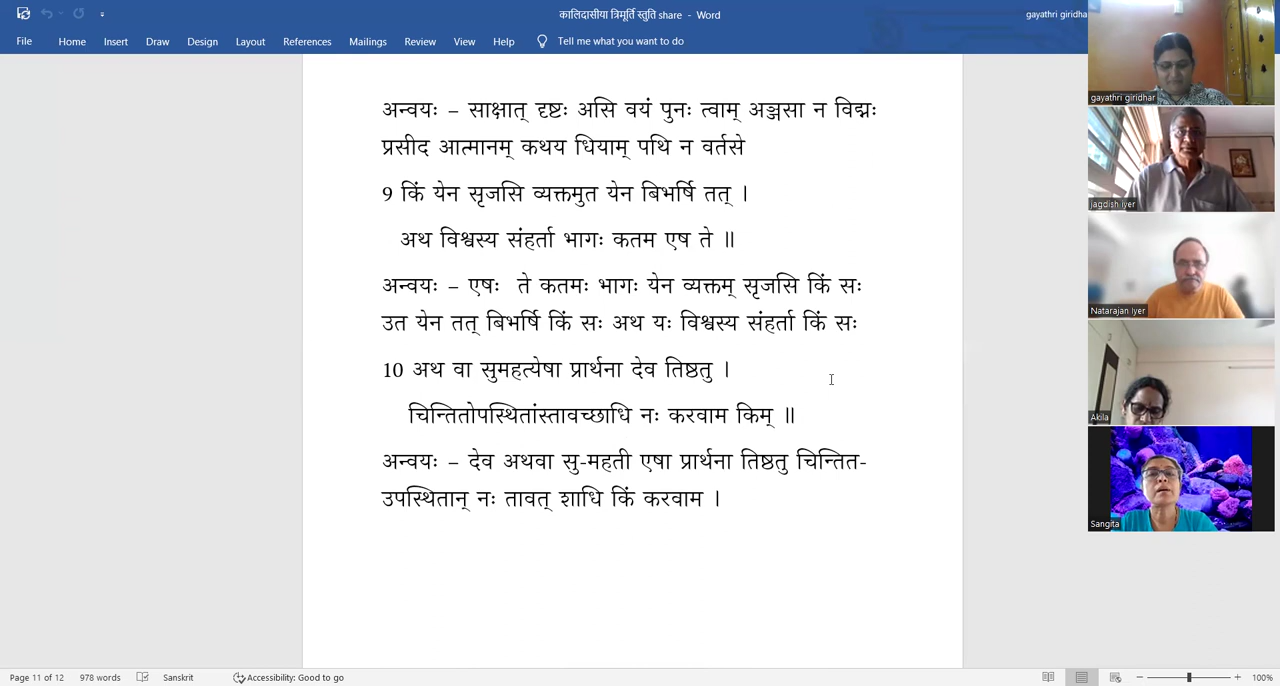 कालिदासीया त्रिमूर्ति स्तुति share - Word
gayathri giridha
File Home Insert Draw Design Layout References Mailings Review View Help Tell me what you want to do
अन्वयः – साक्षात् दृष्टः असि वयं पुनः त्वाम् अञ्जसा न विद्मः
प्रसीद आत्मानम् कथय धियाम् पथि न वर्तसे
9 किं येन सृजसि व्यक्तमुत येन बिभर्षि तत् ।
अथ विश्वस्य संहर्ता भागः कतम एष ते ॥
अन्वयः – एषः ते कतमः भागः येन व्यक्तम् सृजसि किं सः
उत येन तत् बिभर्षि किं सः अथ यः विश्वस्य संहर्ता किं सः
10 अथ वा सुमहत्येषा प्रार्थना देव तिष्ठतु ।
चिन्तितोपस्थितांस्तावच्छाधि नः करवाम किम् ॥
अन्वयः – देव अथवा सु-महती एषा प्रार्थना तिष्ठतु चिन्तित-
उपस्थितान् नः तावत् शाधि किं करवाम ।
gayathri giridhar
jagdish iyer
Natarajan Iyer
Akila
Sangita
Page 11 of 12 978 words Sanskrit Accessibility: Good to go 100%